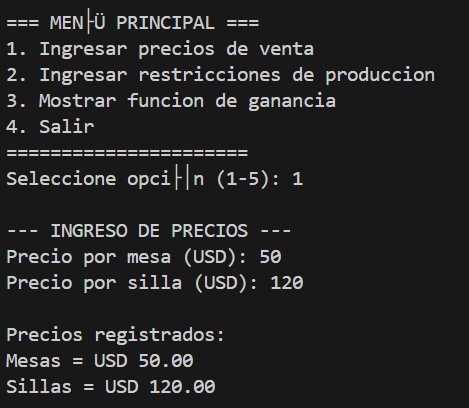 === MEN├Ü PRINCIPAL ===
1. Ingresar precios de venta
2. Ingresar restricciones de produccion
3. Mostrar funcion de ganancia
4. Salir
======================
Seleccione opci├│n (1-5): 1
--- INGRESO DE PRECIOS ---
Precio por mesa (USD): 50
Precio por silla (USD): 120
Precios registrados:
Mesas = USD 50.00
Sillas = USD 120.00